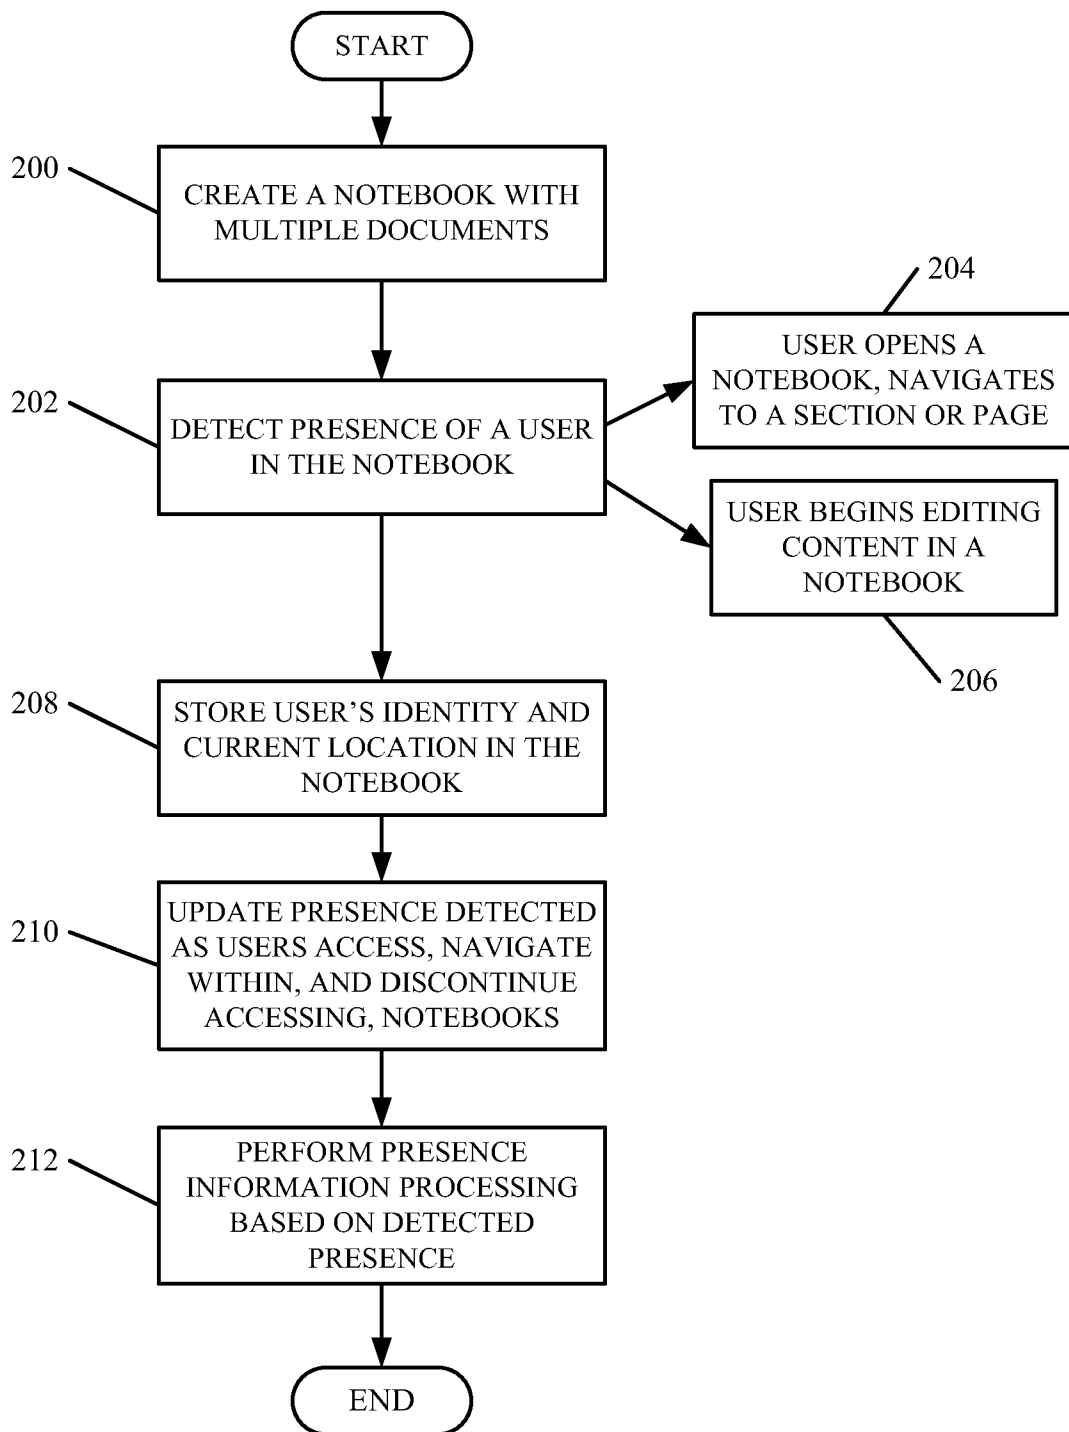 START
200
CREATE A NOTEBOOK WITH
MULTIPLE DOCUMENTS
204
USER OPENS A
NOTEBOOK, NAVIGATES
TO A SECTION OR PAGE
202
DETECT PRESENCE OF A USER
IN THE NOTEBOOK
USER BEGINS EDITING
CONTENT IN A
NOTEBOOK
206
208
STORE USER'S IDENTITY AND
CURRENT LOCATION IN THE
NOTEBOOK
210
UPDATE PRESENCE DETECTED
AS USERS ACCESS, NAVIGATE
WITHIN, AND DISCONTINUE
ACCESSING, NOTEBOOKS
212
PERFORM PRESENCE
INFORMATION PROCESSING
BASED ON DETECTED
PRESENCE
END